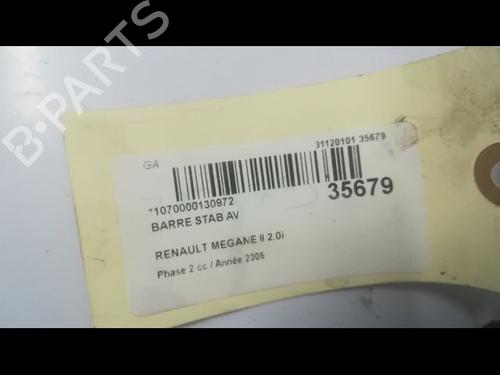 B-PARTS
GA
31120101 35679
35679
*1070000130972
BARRE STAB AV
RENAULT MEGANE II 2.0i
Phase 2 cc / Année 2006